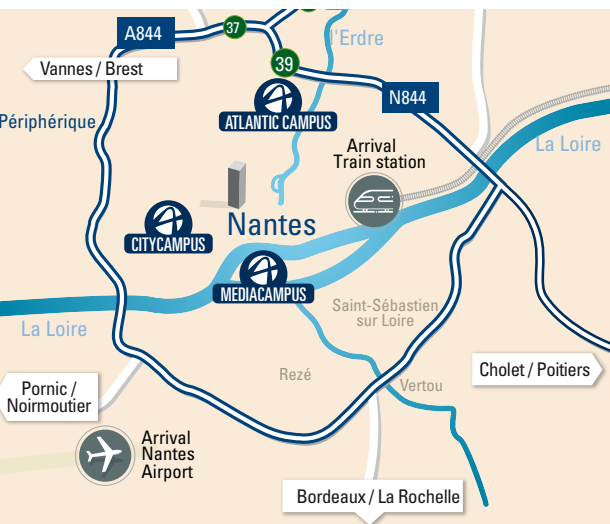 A844
37
l'Erdre
Vannes / Brest
39
N844
ATLANTIC CAMPUS
Périphérique
Arrival
Train station
La Loire
Nantes
CITYCAMPUS
MEDIACAMPUS
Saint-Sébastien
sur Loire
La Loire
Rezé
Vertou
Cholet / Poitiers
Pornic /
Noirmoutier
Arrival
Nantes
Airport
Bordeaux / La Rochelle